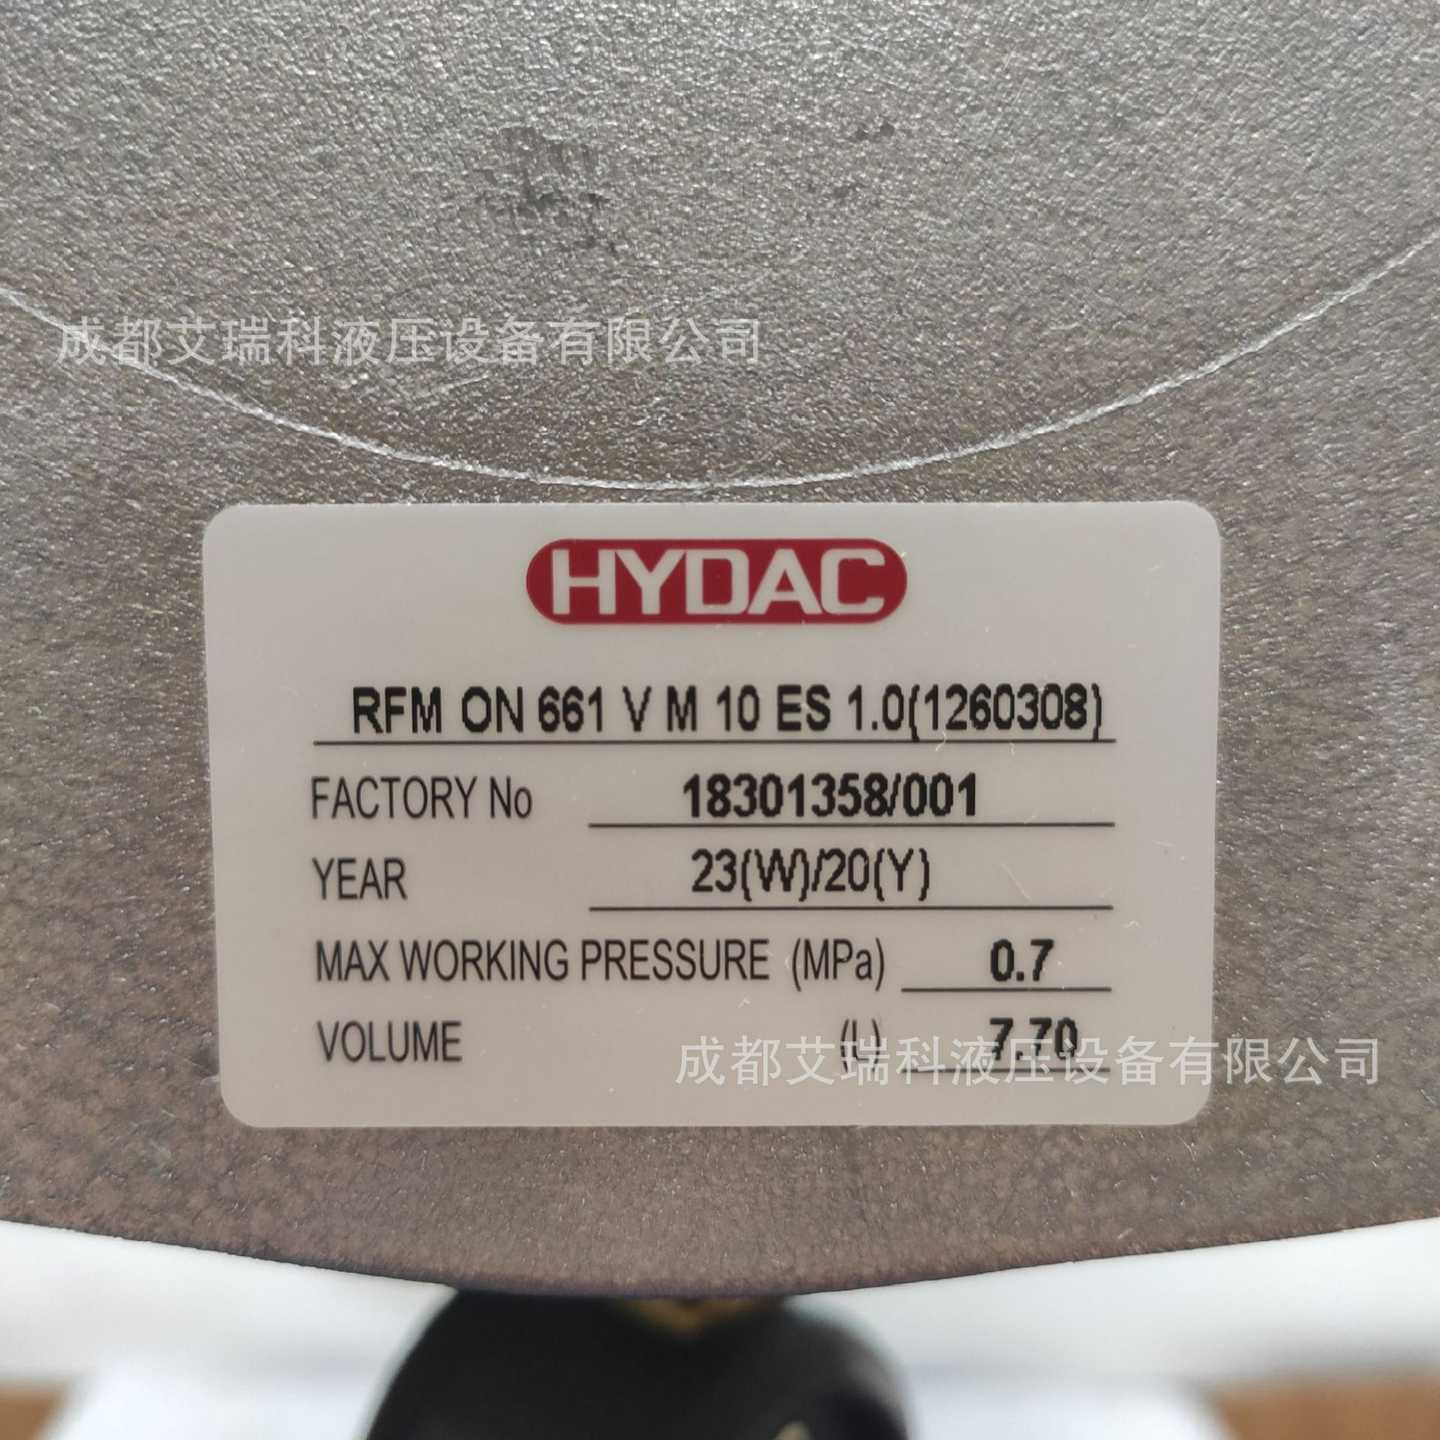 成都艾瑞科液压设备有限公司
HYDAC
RFM ON 661 V M 10 ES 1.0(1260308)
FACTORY No 18301358/001
YEAR 23(W)/20(Y)
MAX WORKING PRESSURE (MPa) 0.7
VOLUME (L) 7.70
成都艾瑞科液压设备有限公司